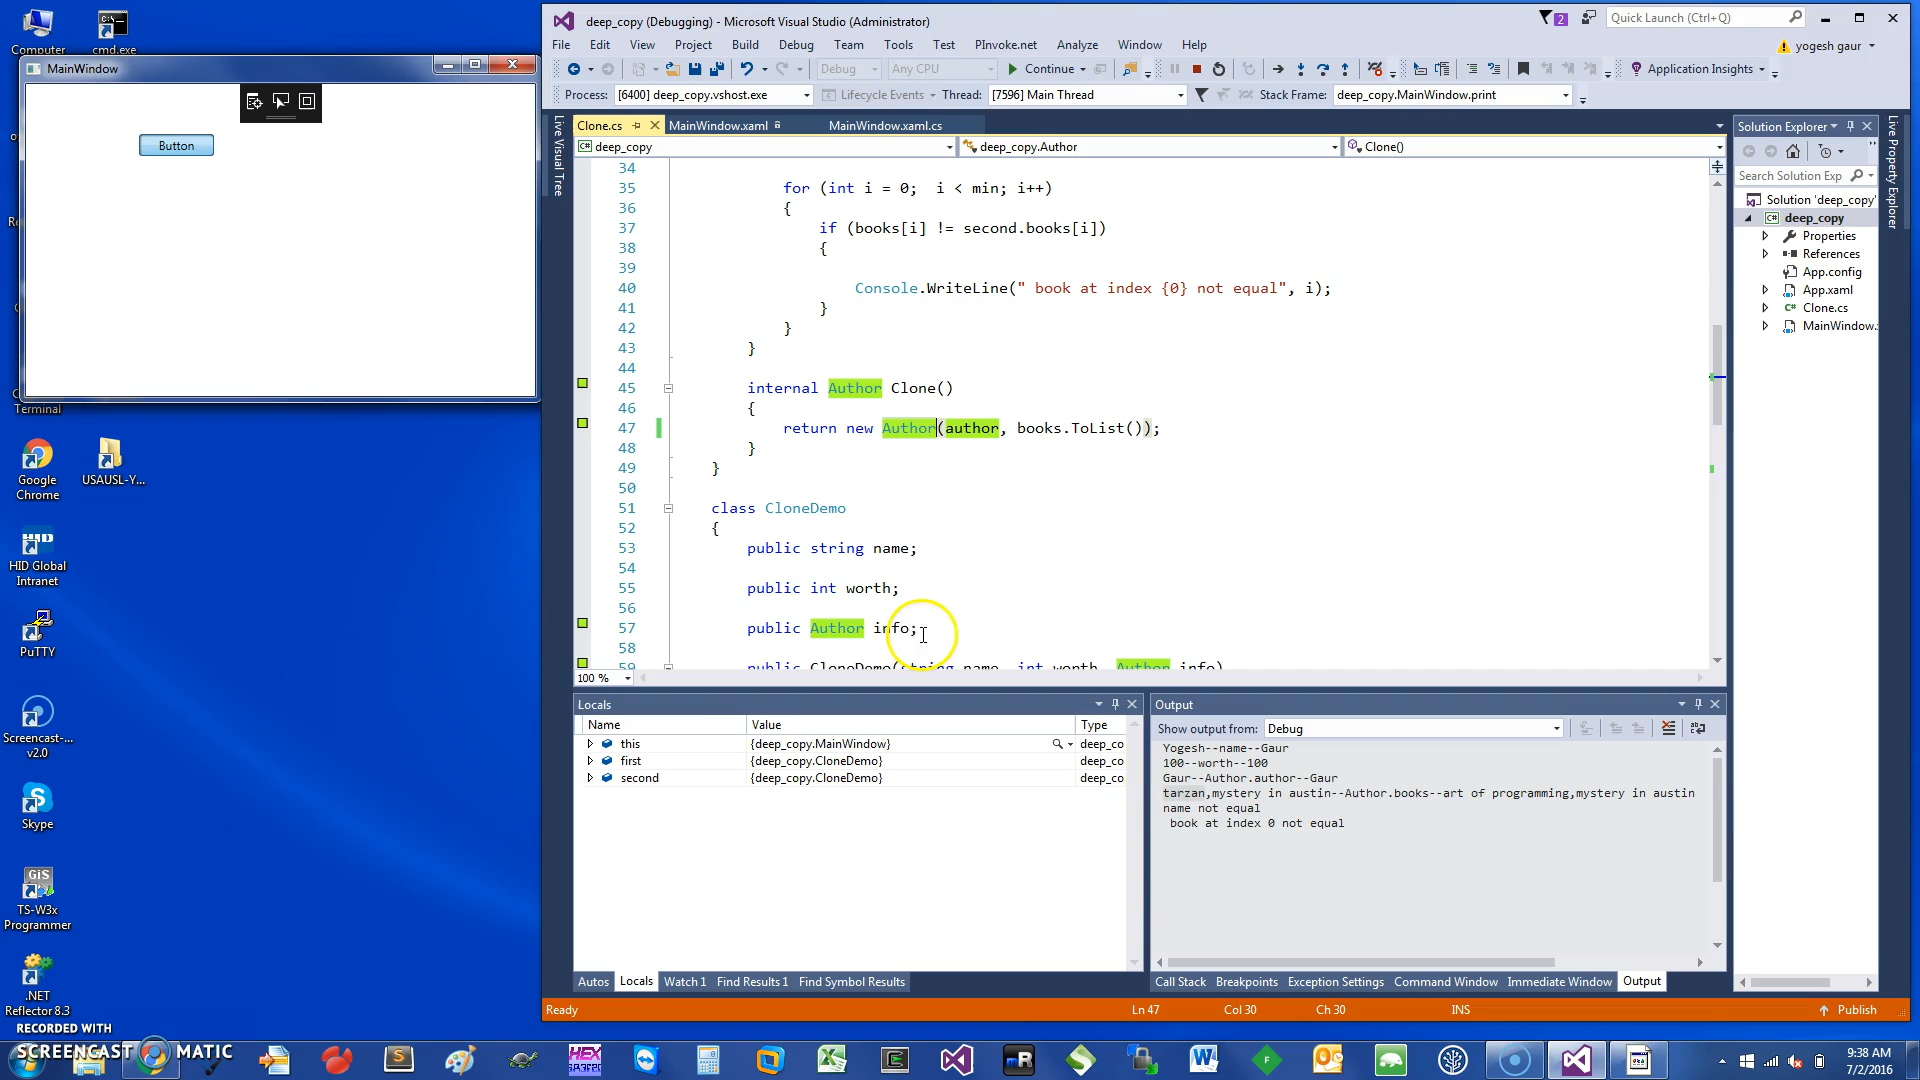 Computer
cmd.exe
MainWindow
Button
Terminal
Google Chrome
USAUSL-Y...
HID Global Intranet
PuTTY
Screencast-... v2.0
Skype
GiS
TS-W3x Programmer
.NET Reflector 8.3
RECORDED WITH
SCREENCAST MATIC
deep_copy (Debugging) - Microsoft Visual Studio (Administrator)
2
Quick Launch (Ctrl+Q)
File Edit View Project Build Debug Team Tools Test PInvoke.net Analyze Window Help
yogesh gaur
Debug Any CPU Continue Application Insights
Process: [6400] deep_copy.vshost.exe Lifecycle Events Thread: [7596] Main Thread Stack Frame: deep_copy.MainWindow.print
Live Visual Tree
Clone.cs MainWindow.xaml MainWindow.xaml.cs
deep_copy deep_copy.Author Clone()
34
35 for (int i = 0;  i < min; i++)
36 {
37 if (books[i] != second.books[i])
38 {
39
40 Console.WriteLine(" book at index {0} not equal", i);
41 }
42 }
43 }
44
45 internal Author Clone()
46 {
47 return new Author(author, books.ToList());
48 }
49 }
50
51 class CloneDemo
52 {
53 public string name;
54
55 public int worth;
56
57 public Author info;
58
59 public CloneDemo(string name, int worth, Author info)
100 %
Solution Explorer
Search Solution Exp
Solution 'deep_copy'
deep_copy
Properties
References
App.config
App.xaml
Clone.cs
MainWindow.
Live Property Explorer
Locals
Name Value Type
this {deep_copy.MainWindow} deep_co
first {deep_copy.CloneDemo} deep_co
second {deep_copy.CloneDemo} deep_co
Autos Locals Watch 1 Find Results 1 Find Symbol Results
Output
Show output from: Debug
Yogesh--name--Gaur
100--worth--100
Gaur--Author.author--Gaur
tarzan,mystery in austin--Author.books--art of programming,mystery in austin
name not equal
book at index 0 not equal
Call Stack Breakpoints Exception Settings Command Window Immediate Window Output
Ready Ln 47 Col 30 Ch 30 INS Publish
9:38 AM
7/2/2016